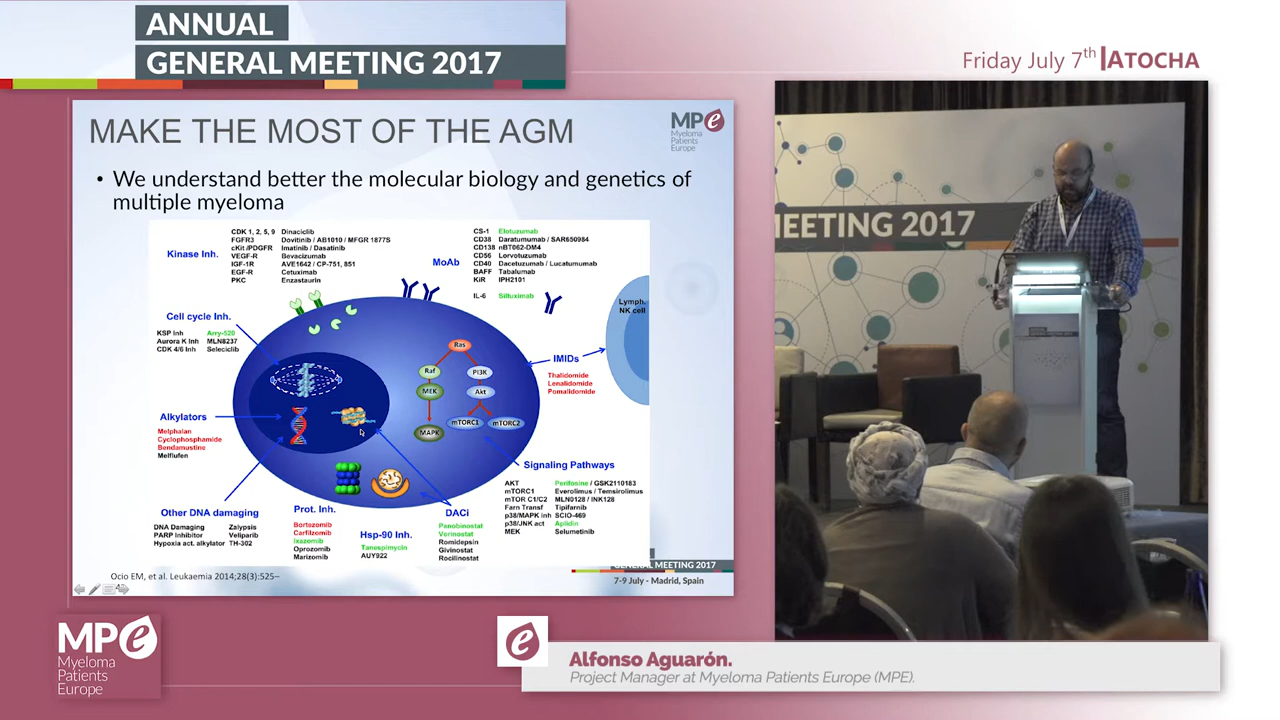 ANNUAL
GENERAL MEETING 2017
Friday July 7th ATOCHA
MAKE THE MOST OF THE AGM
MPe
Myeloma
Patients
Europe
• We understand better the molecular biology and genetics of
multiple myeloma
Kinase Inh.
CDK 1, 2, 5, 9 Dinaciclib
FGFR3 Dovitinib / AB1010 / MFGR 1877S
cKit /PDGFR Imatinib / Dasatinib
VEGF-R Bevacizumab
IGF-1R AVE1642 / CP-751, 851
EGF-R Cetuximab
PKC Enzastaurin
MoAb
CS-1 Elotuzumab
CD38 Daratumumab / SAR650984
CD138 nBT062-DM4
CD56 Lorvotuzumab
CD40 Dacetuzumab / Lucatumumab
BAFF Tabalumab
KiR IPH2101
IL-6 Siltuximab
Lymph.
NK cell
Cell cycle Inh.
KSP Inh Arry-520
Aurora K Inh MLN8237
CDK 4/6 Inh Seleciclib
Ras
Raf
PI3K
MEK
Akt
MAPK
mTORC1
mTORC2
IMIDs
Thalidomide
Lenalidomide
Pomalidomide
Alkylators
Melphalan
Cyclophosphamide
Bendamustine
Melflufen
Signaling Pathways
AKT Perifosine / GSK2110183
mTORC1 Everolimus / Temsirolimus
mTOR C1/C2 MLN0128 / INK128
Farn Transf Tipifarnib
p38/MAPK inh SCIO-469
p38/JNK act Aplidin
MEK Selumetinib
Other DNA damaging
DNA Damaging Zalypsis
PARP Inhibitor Veliparib
Hypoxia act. alkylator TH-302
Prot. Inh.
Bortezomib
Carfilzomib
Ixazomib
Oprozomib
Marizomib
Hsp-90 Inh.
Tanespimycin
AUY922
DACi
Panobinostat
Vorinostat
Romidepsin
Givinostat
Rocilinostat
Ocio EM, et al. Leukaemia 2014;28(3):525–
GENERAL MEETING 2017
7-9 July - Madrid, Spain
MEETING 2017
MPe
Myeloma
Patients
Europe
e
Alfonso Aguarón.
Project Manager at Myeloma Patients Europe (MPE).